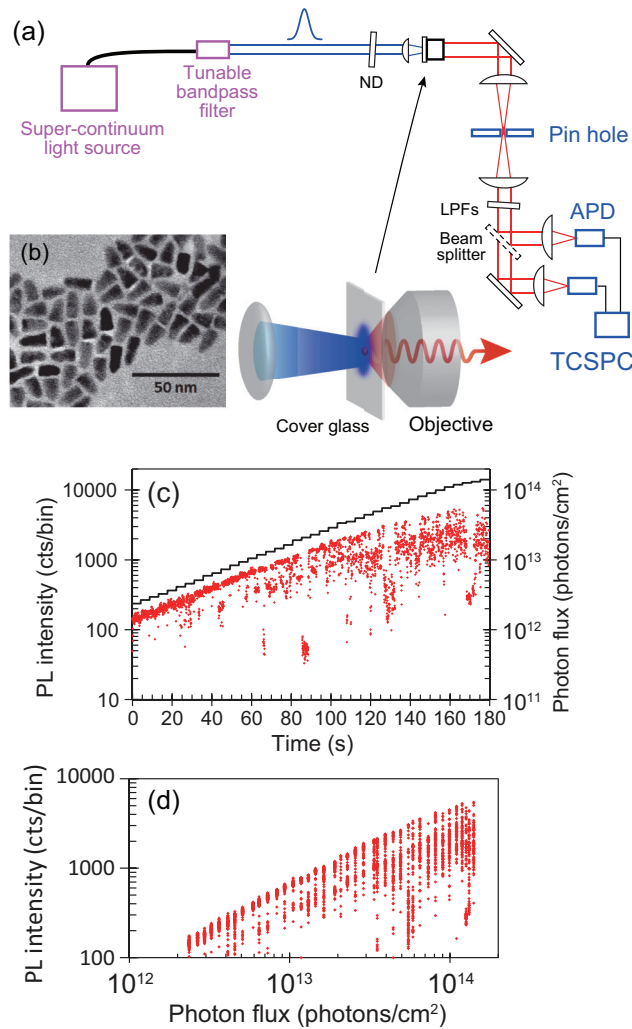 (a)
Tunable
bandpass
filter
Super-continuum
light source
ND
Pin hole
LPFs
APD
Beam
splitter
TCSPC
(b)
50 nm
Cover glass
Objective
(c)
PL intensity (cts/bin)
10000
1000
100
10
10¹⁴
10¹³
10¹²
10¹¹
Photon flux (photons/cm²)
0 20 40 60 80 100 120 140 160 180
Time (s)
(d)
PL intensity (cts/bin)
10000
1000
100
10¹² 10¹³ 10¹⁴
Photon flux (photons/cm²)